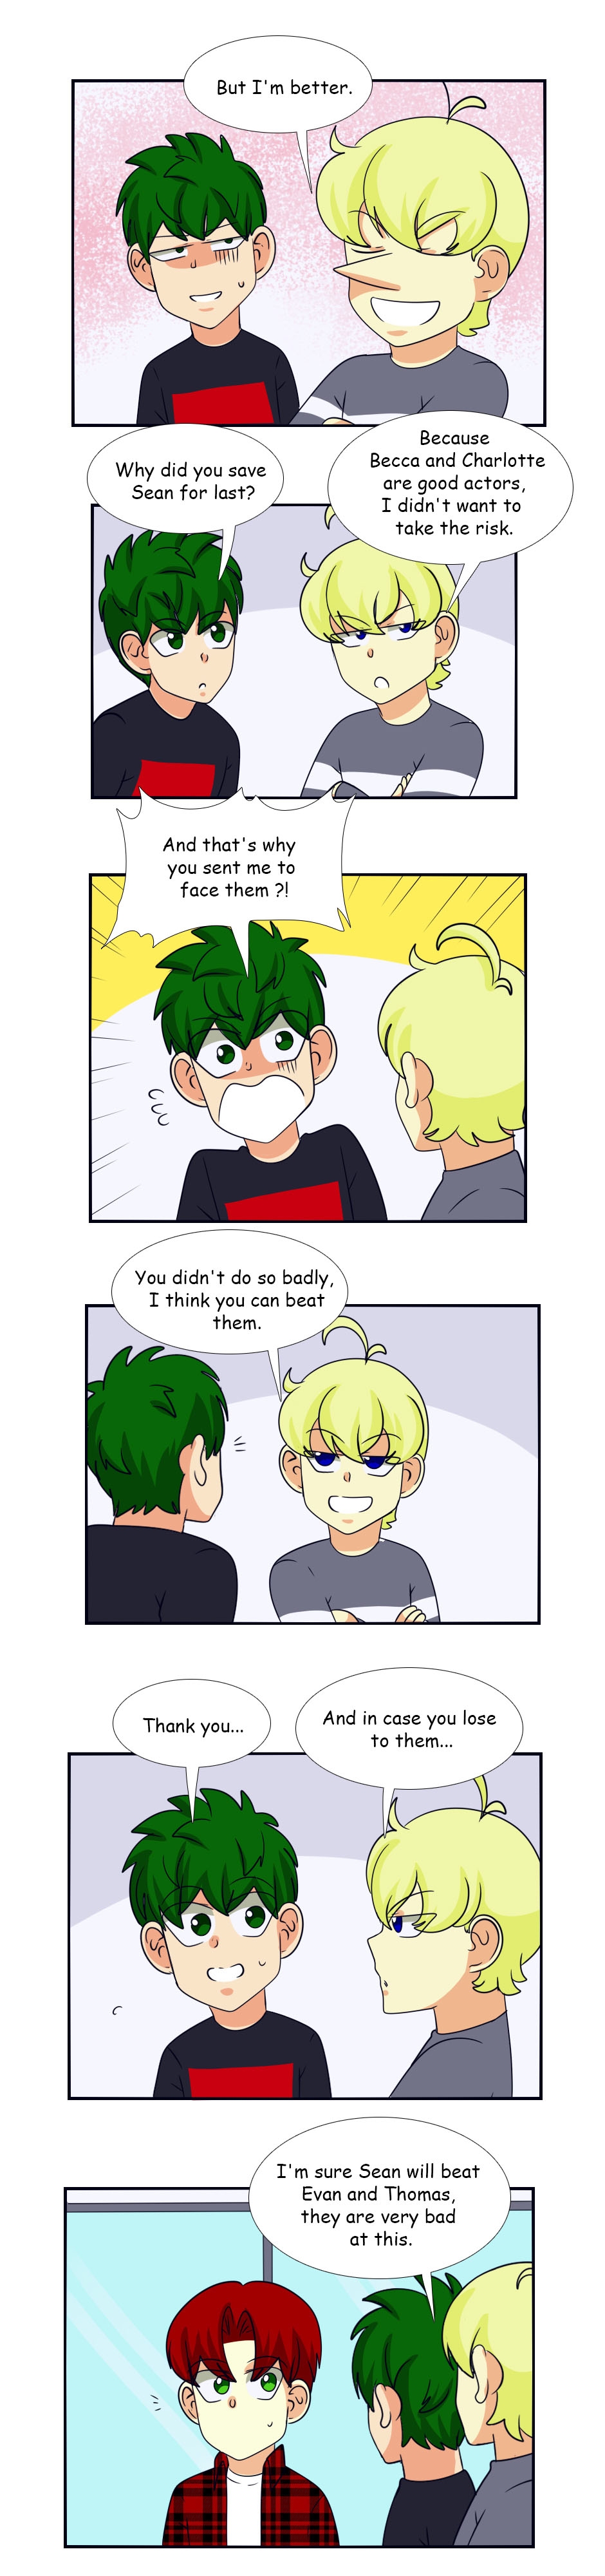 But I'm better.
Why did you save
Sean for last?
Because
Becca and Charlotte
are good actors,
I didn't want to
take the risk.
And that's why
you sent me to
face them ?!
You didn't do so badly,
I think you can beat
them.
Thank you...
And in case you lose
to them...
I'm sure Sean will beat
Evan and Thomas,
they are very bad
at this.